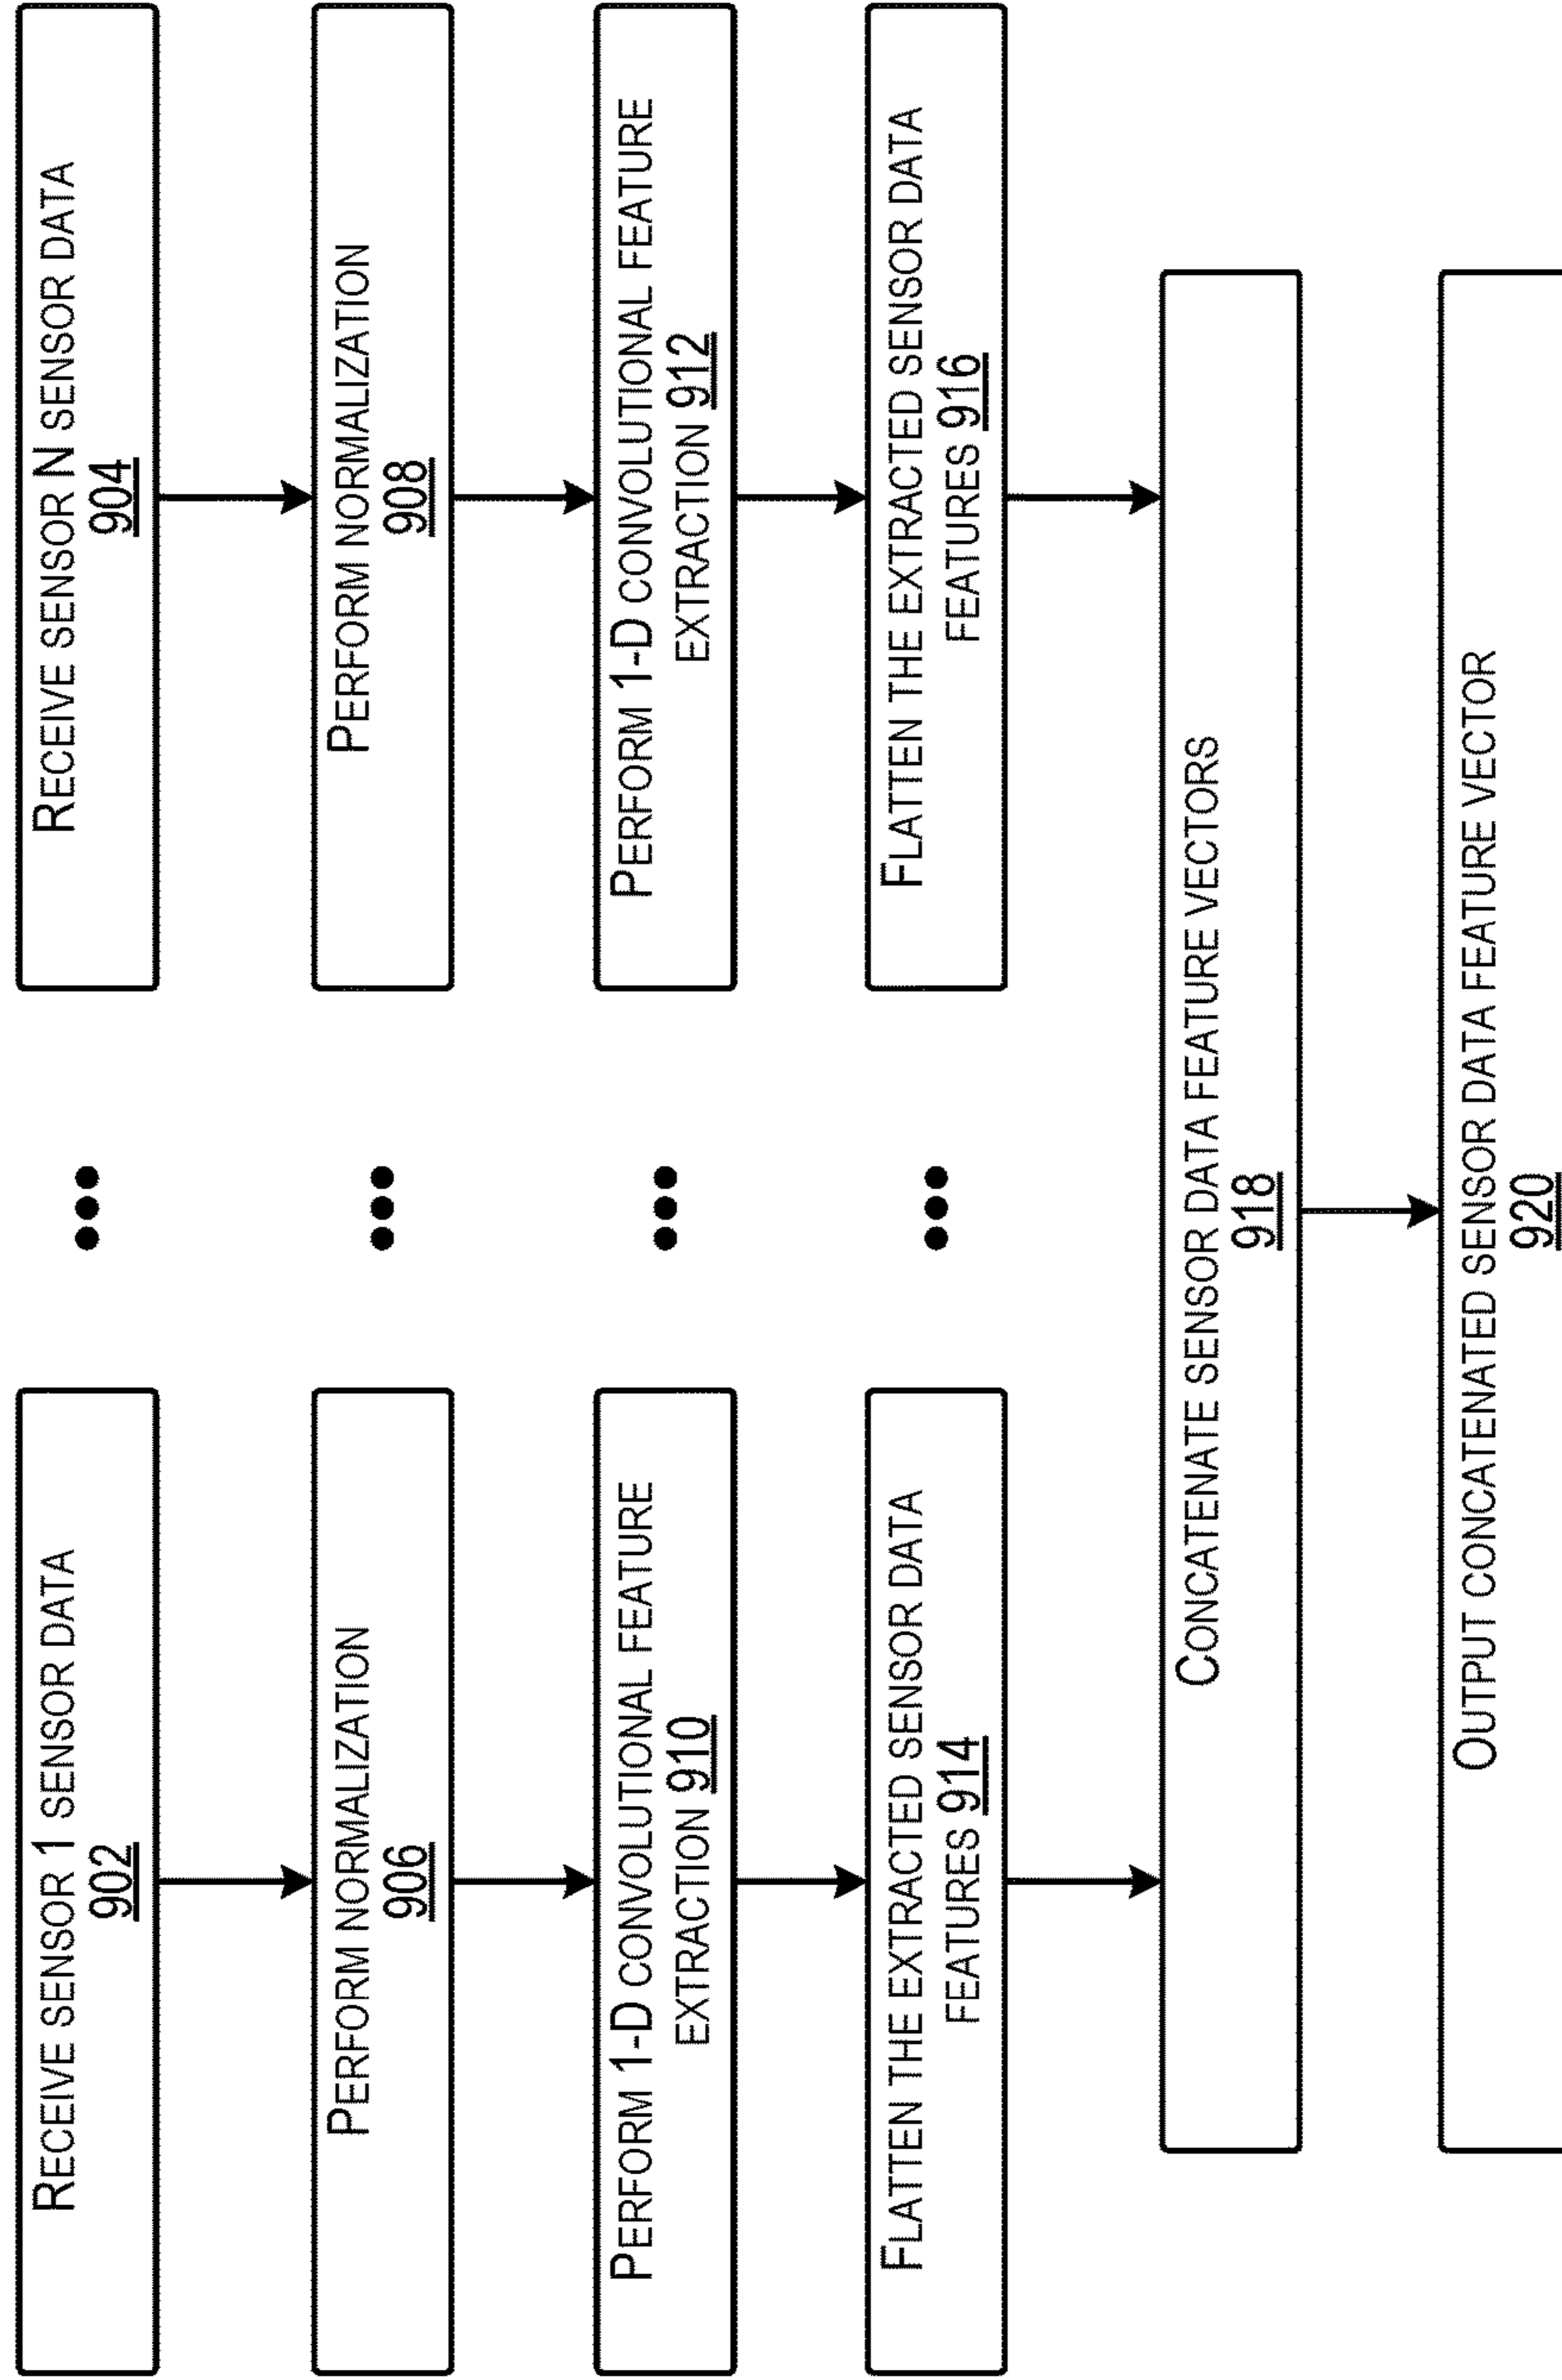 RECEIVE SENSOR 1 SENSOR DATA
902
RECEIVE SENSOR N SENSOR DATA
904
PERFORM NORMALIZATION
906
PERFORM NORMALIZATION
908
PERFORM 1-D CONVOLUTIONAL FEATURE
EXTRACTION 910
PERFORM 1-D CONVOLUTIONAL FEATURE
EXTRACTION 912
FLATTEN THE EXTRACTED SENSOR DATA
FEATURES 914
FLATTEN THE EXTRACTED SENSOR DATA
FEATURES 916
CONCATENATE SENSOR DATA FEATURE VECTORS
918
OUTPUT CONCATENATED SENSOR DATA FEATURE VECTOR
920